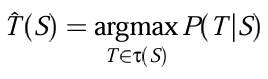 T̂(S) = argmax P(T|S)
T∈τ(S)